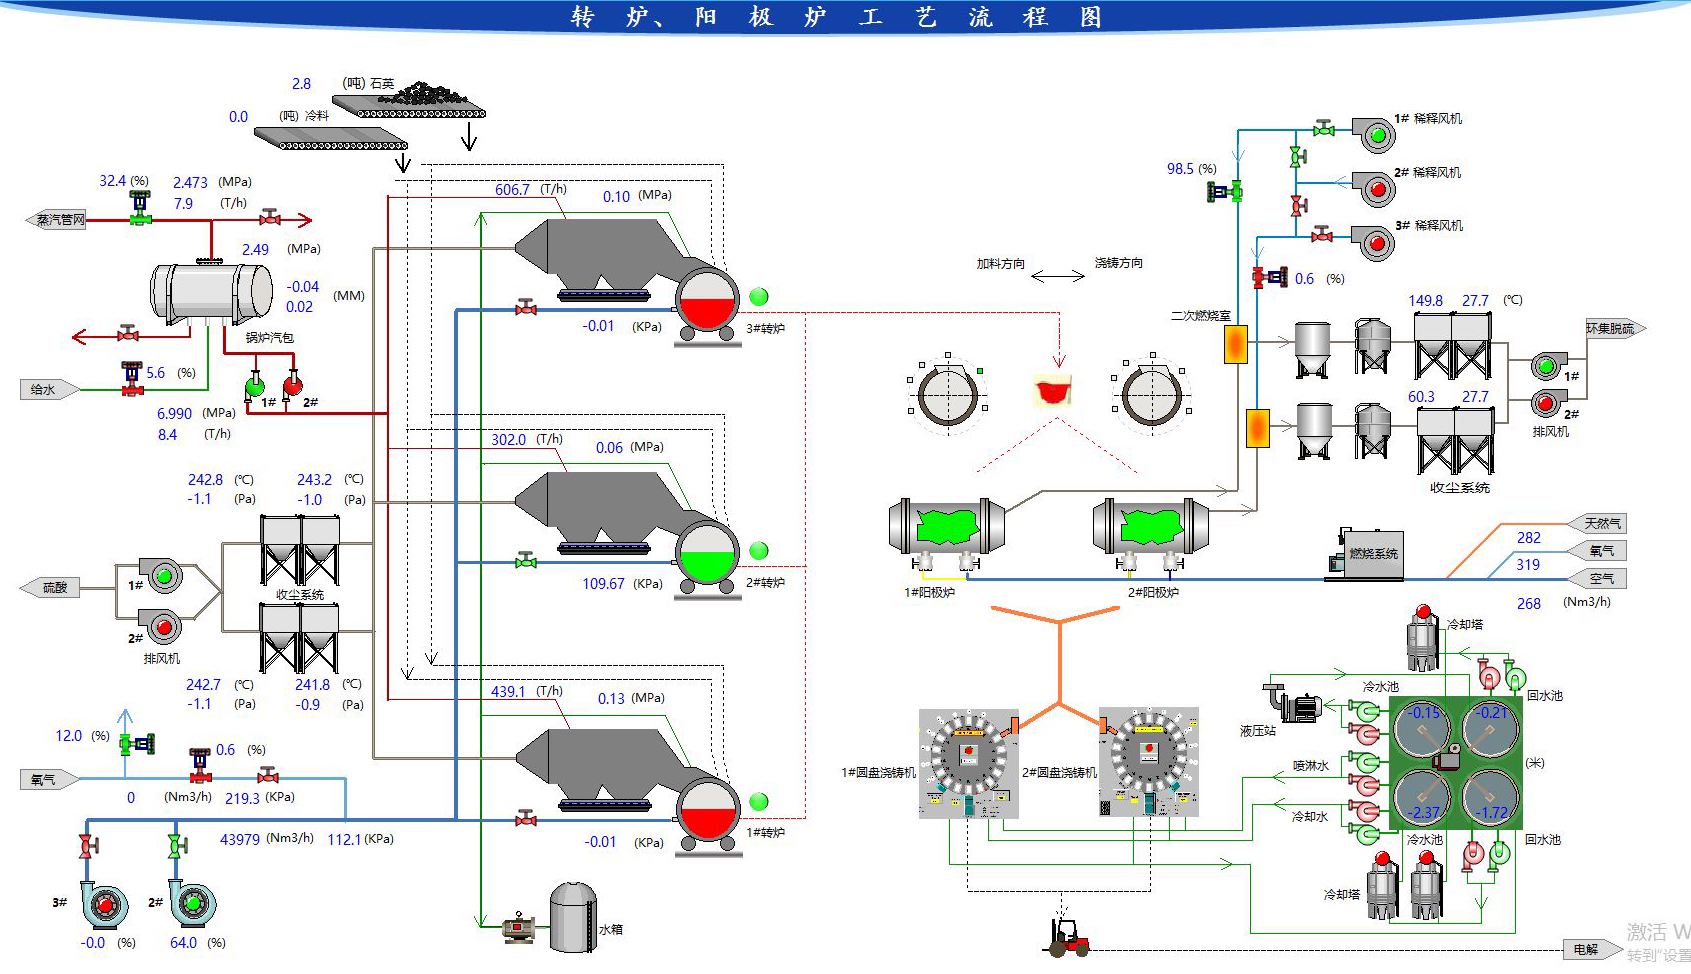 转 炉、阳 极 炉 工 艺 流 程 图
2.8 (吨) 石英
0.0 (吨) 冷料
32.4 (%) 2.473 (MPa)
7.9 (T/h)
蒸汽管网
2.49 (MPa)
-0.04
0.02 (MM)
锅炉汽包
5.6 (%)
给水
1# 2#
6.990 (MPa)
8.4 (T/h)
606.7 (T/h) 0.10 (MPa)
-0.01 (KPa) 3#转炉
302.0 (T/h) 0.06 (MPa)
109.67 (KPa) 2#转炉
439.1 (T/h) 0.13 (MPa)
-0.01 (KPa) 1#转炉
242.8 (℃) 243.2 (℃)
-1.1 (Pa) -1.0 (Pa)
硫酸
1#
收尘系统
2#
排风机
242.7 (℃) 241.8 (℃)
-1.1 (Pa) -0.9 (Pa)
12.0 (%)
0.6 (%)
氧气
0 (Nm3/h) 219.3 (KPa)
43979 (Nm3/h) 112.1 (KPa)
3# 2#
-0.0 (%) 64.0 (%)
水箱
1# 稀释风机
98.5 (%)
2# 稀释风机
3# 稀释风机
加料方向 浇铸方向
0.6 (%)
二次燃烧室
149.8 27.7 (℃)
环集脱硫
1#
60.3 27.7
2#
排风机
收尘系统
1#阳极炉 2#阳极炉
燃烧系统
天然气
282
氧气
319
空气
268 (Nm3/h)
冷却塔
冷水池 回水池
-0.15 -0.21
液压站
喷淋水
(米)
1#圆盘浇铸机 2#圆盘浇铸机
冷却水
-2.37 -1.72
冷水池 回水池
冷却塔
电解
激活 W
转到"设置